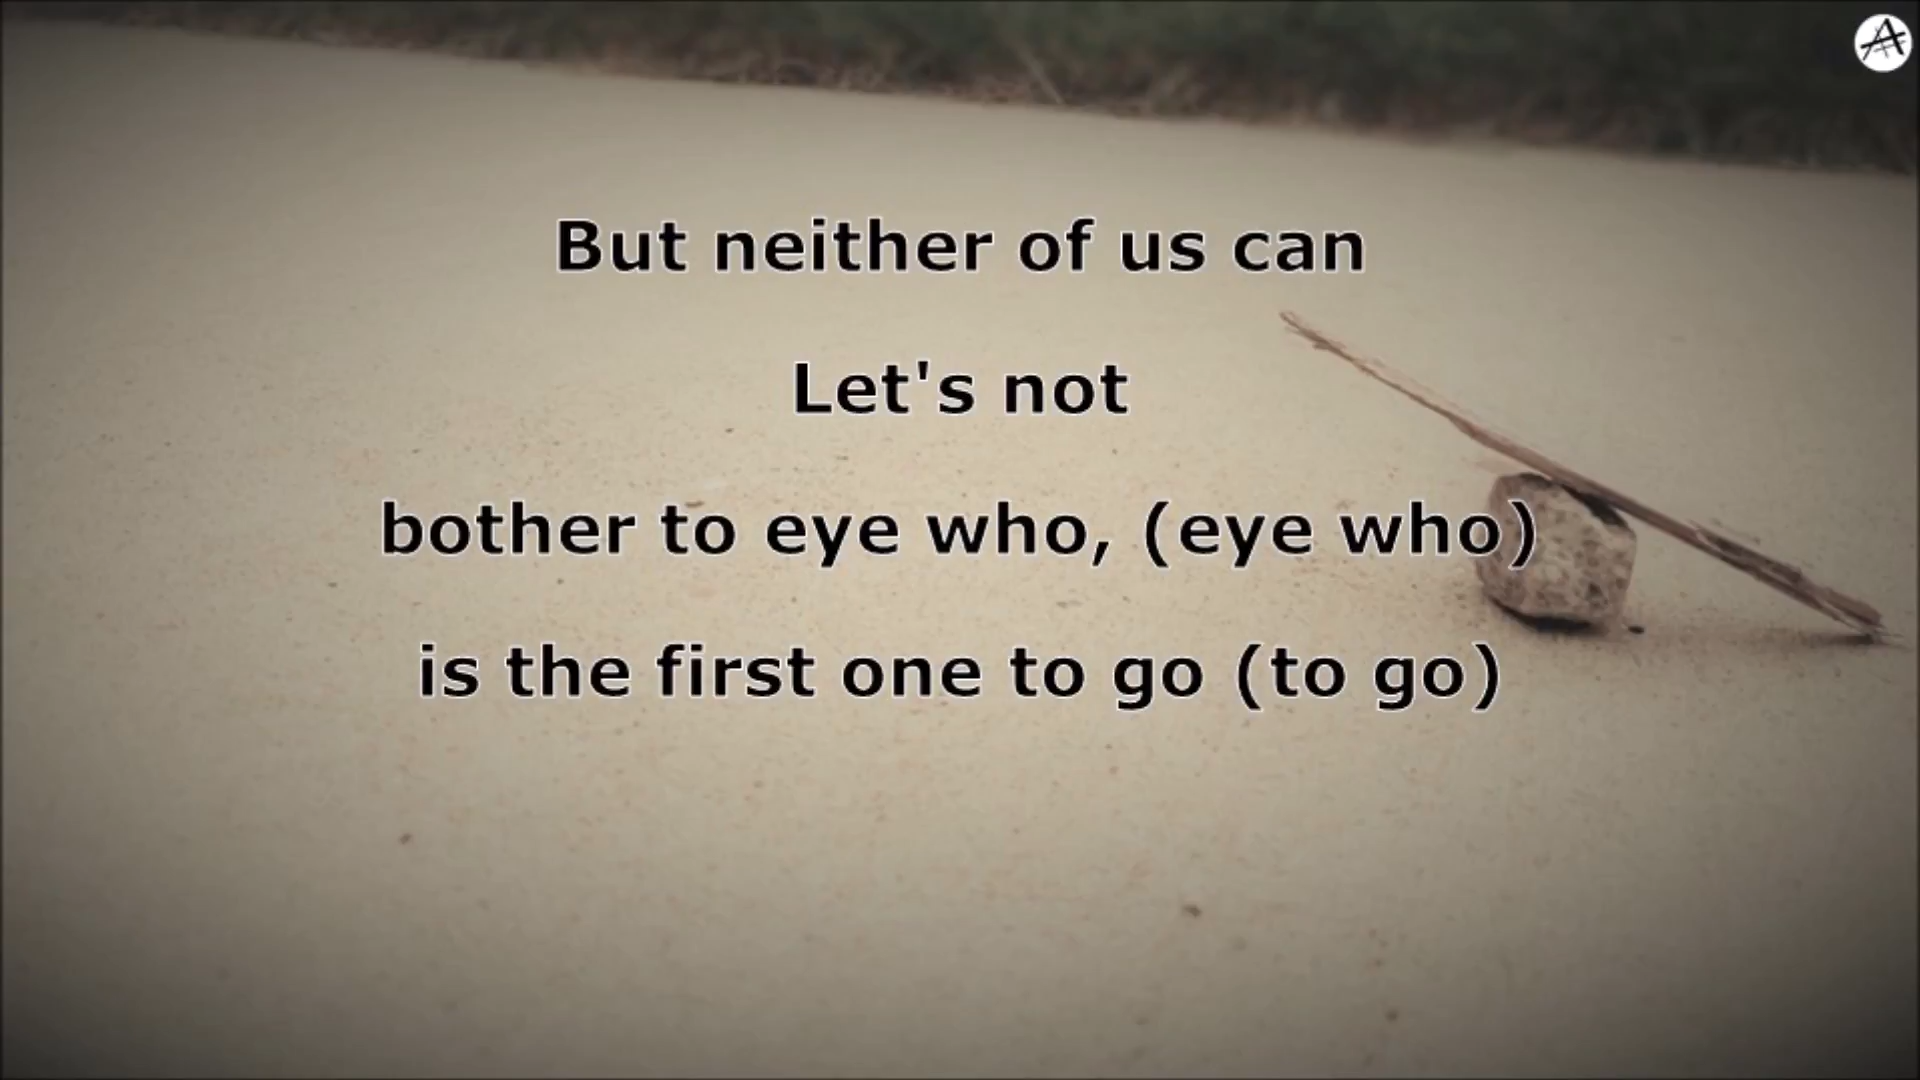 But neither of us can
Let's not
bother to eye who, (eye who)
is the first one to go (to go)